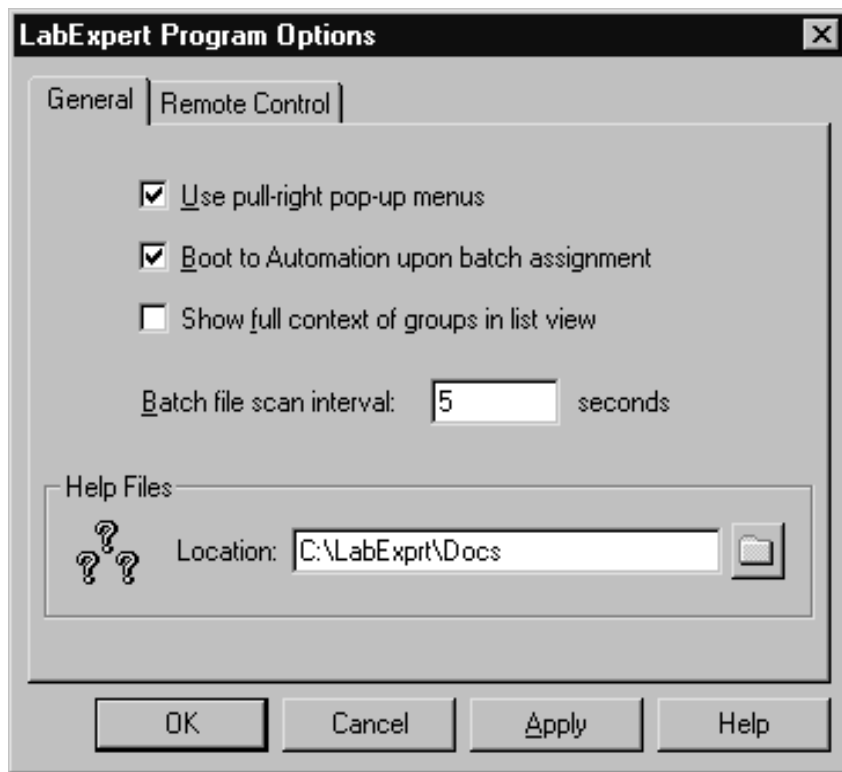 LabExpert Program Options
General Remote Control
Use pull-right pop-up menus
Boot to Automation upon batch assignment
Show full context of groups in list view
Batch file scan interval: 5 seconds
Help Files
Location: C:\LabExprt\Docs
OK Cancel Apply Help